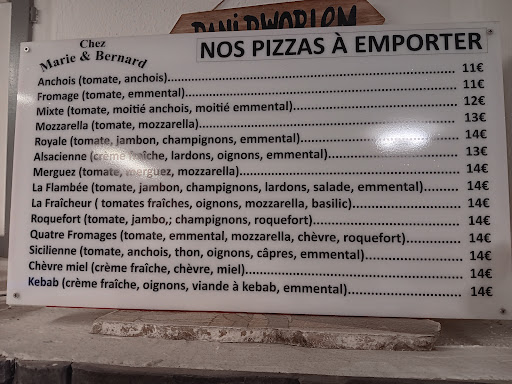 Chez
Marie & Bernard
NOS PIZZAS À EMPORTER
Anchois (tomate, anchois)........ 11€
Fromage (tomate, emmental)........ 11€
Mixte (tomate, moitié anchois, moitié emmental)........ 12€
Mozzarella (tomate, mozzarella)........ 13€
Royale (tomate, jambon, champignons, emmental)........ 14€
Alsacienne (crème fraîche, lardons, oignons, emmental)........ 13€
Merguez (tomate, merguez, mozzarella)........ 14€
La Flambée (tomate, jambon, champignons, lardons, salade, emmental)........ 14€
La Fraîcheur ( tomates fraîches, oignons, mozzarella, basilic)........ 14€
Roquefort (tomate, jambo,; champignons, roquefort)........ 14€
Quatre Fromages (tomate, emmental, mozzarella, chèvre, roquefort)........ 14€
Sicilienne (tomate, anchois, thon, oignons, câpres, emmental)........ 14€
Chèvre miel (crème fraîche, chèvre, miel)........ 14€
Kebab (crème fraîche, oignons, viande à kebab, emmental)........ 14€